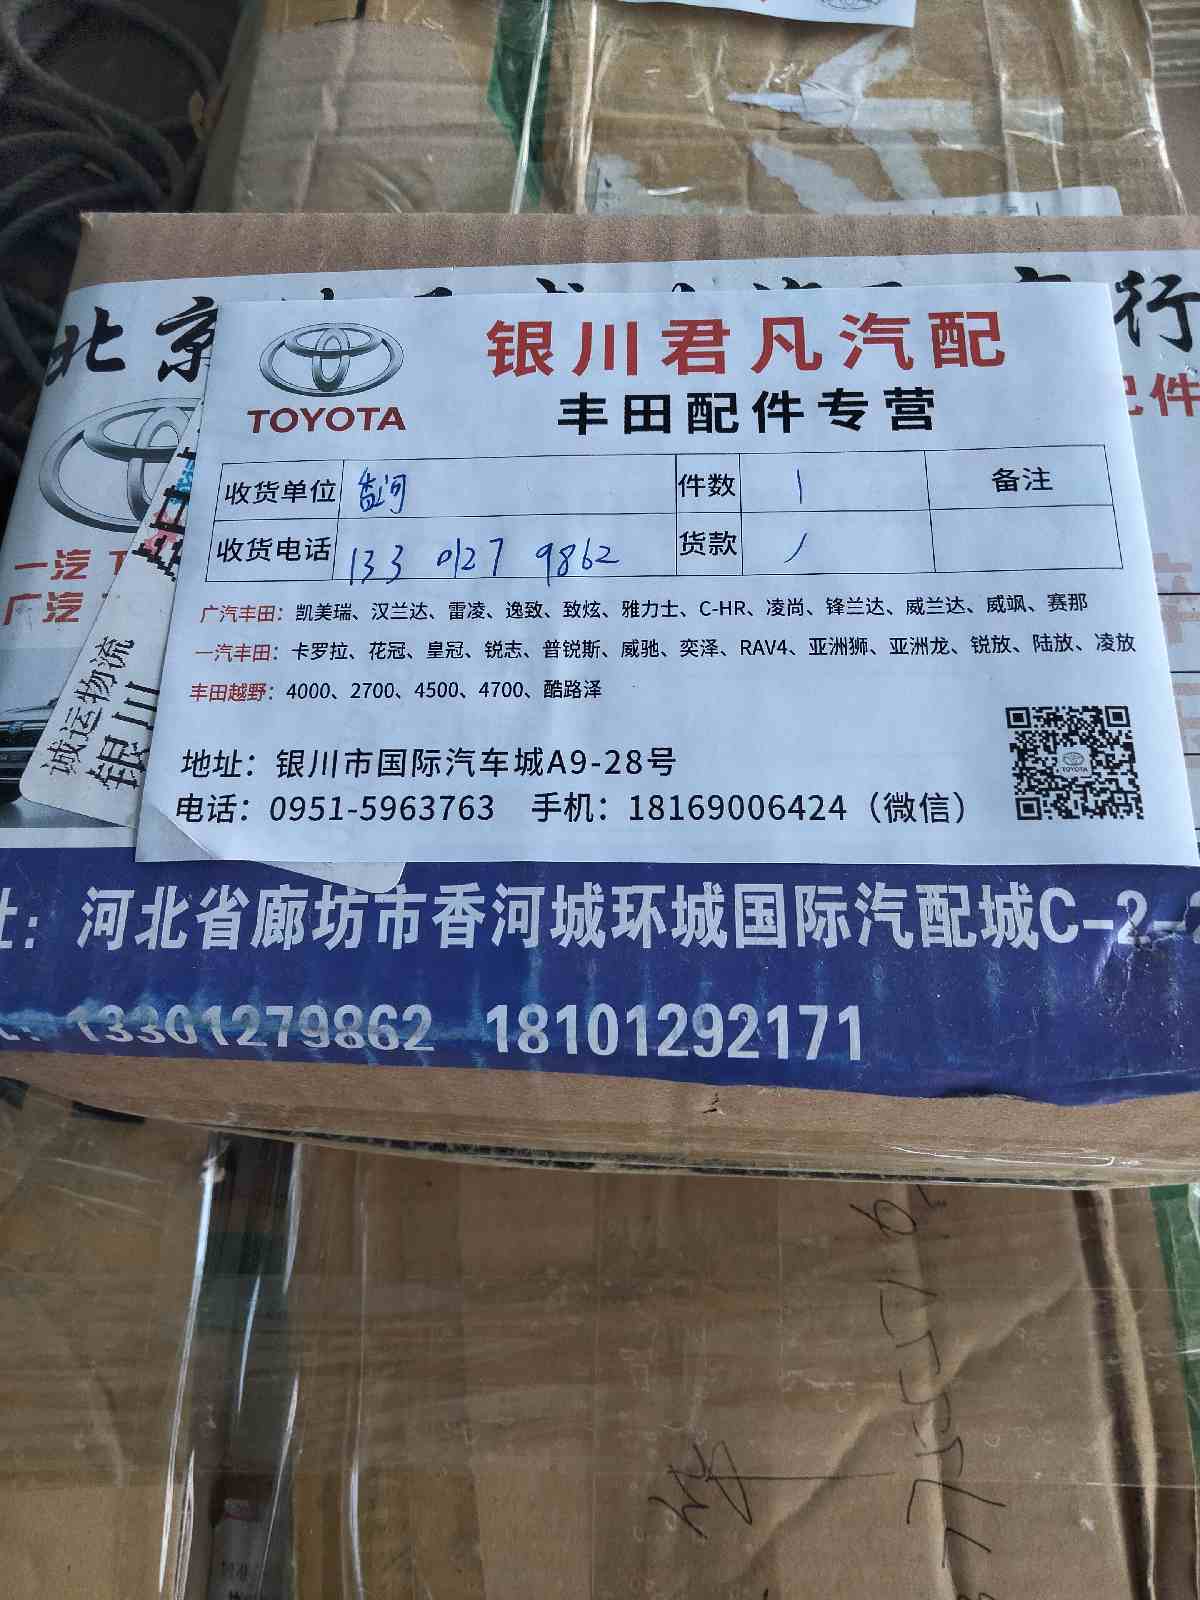 北京
行
配件
TOYOTA
银川君凡汽配
丰田配件专营
收货单位 香河 件数 1 备注
收货电话 133 0127 9862 货款 /
广汽丰田：凯美瑞、汉兰达、雷凌、逸致、致炫、雅力士、C-HR、凌尚、锋兰达、威兰达、威飒、赛那
一汽丰田：卡罗拉、花冠、皇冠、锐志、普锐斯、威驰、奕泽、RAV4、亚洲狮、亚洲龙、锐放、陆放、凌放
丰田越野：4000、2700、4500、4700、酷路泽
地址：银川市国际汽车城A9-28号
电话：0951-5963763 手机：18169006424（微信）
TOYOTA
一汽
广汽
诚运物流
银川
址：河北省廊坊市香河城环城国际汽配城C-2-
13301279862 18101292171